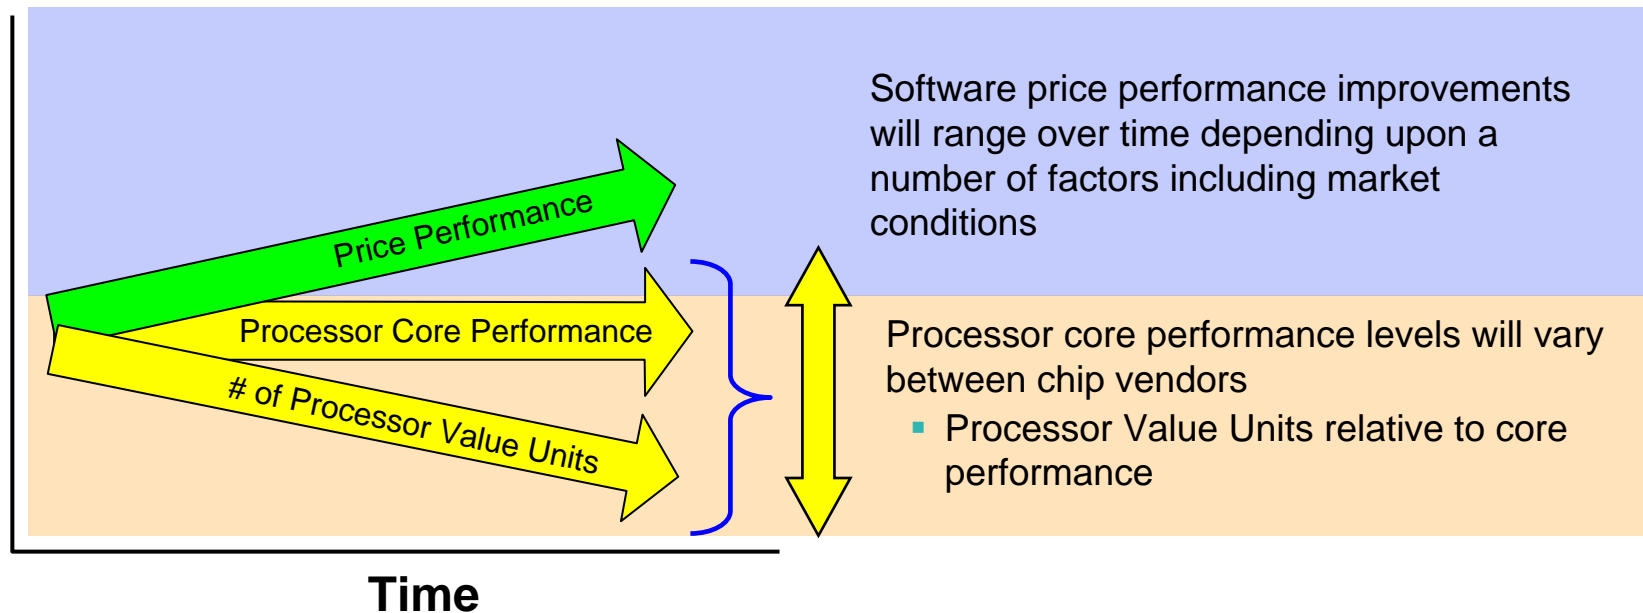 Software price performance improvements
will range over time depending upon a
number of factors including market
conditions
Price Performance
Processor Core Performance
# of Processor Value Units
Processor core performance levels will vary
between chip vendors
▪ Processor Value Units relative to core
performance
Time